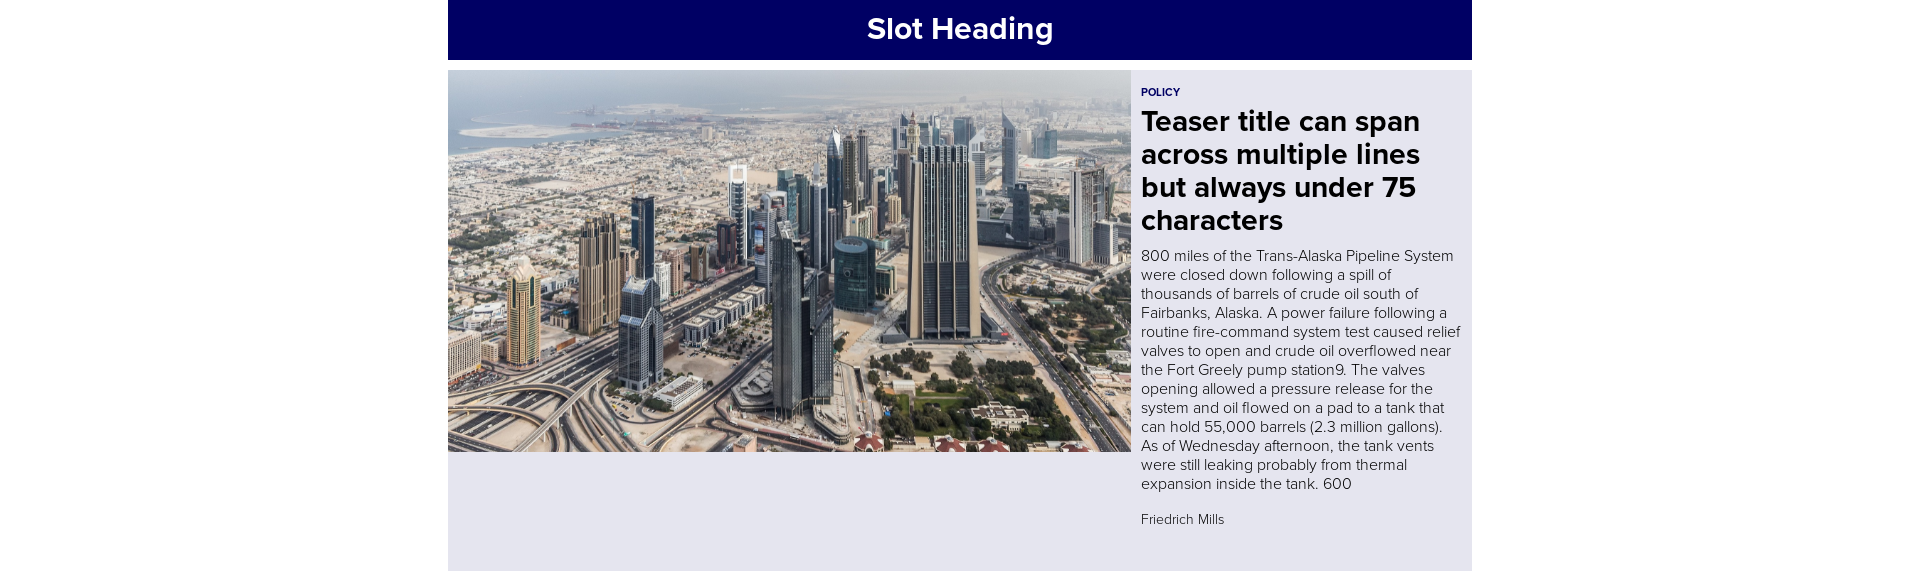 Slot Heading
POLICY
Teaser title can span
across multiple lines
but always under 75
characters
800 miles of the Trans-Alaska Pipeline System
were closed down following a spill of
thousands of barrels of crude oil south of
Fairbanks, Alaska. A power failure following a
routine fire-command system test caused relief
valves to open and crude oil overflowed near
the Fort Greely pump station9. The valves
opening allowed a pressure release for the
system and oil flowed on a pad to a tank that
can hold 55,000 barrels (2.3 million gallons).
As of Wednesday afternoon, the tank vents
were still leaking probably from thermal
expansion inside the tank. 600
Friedrich Mills